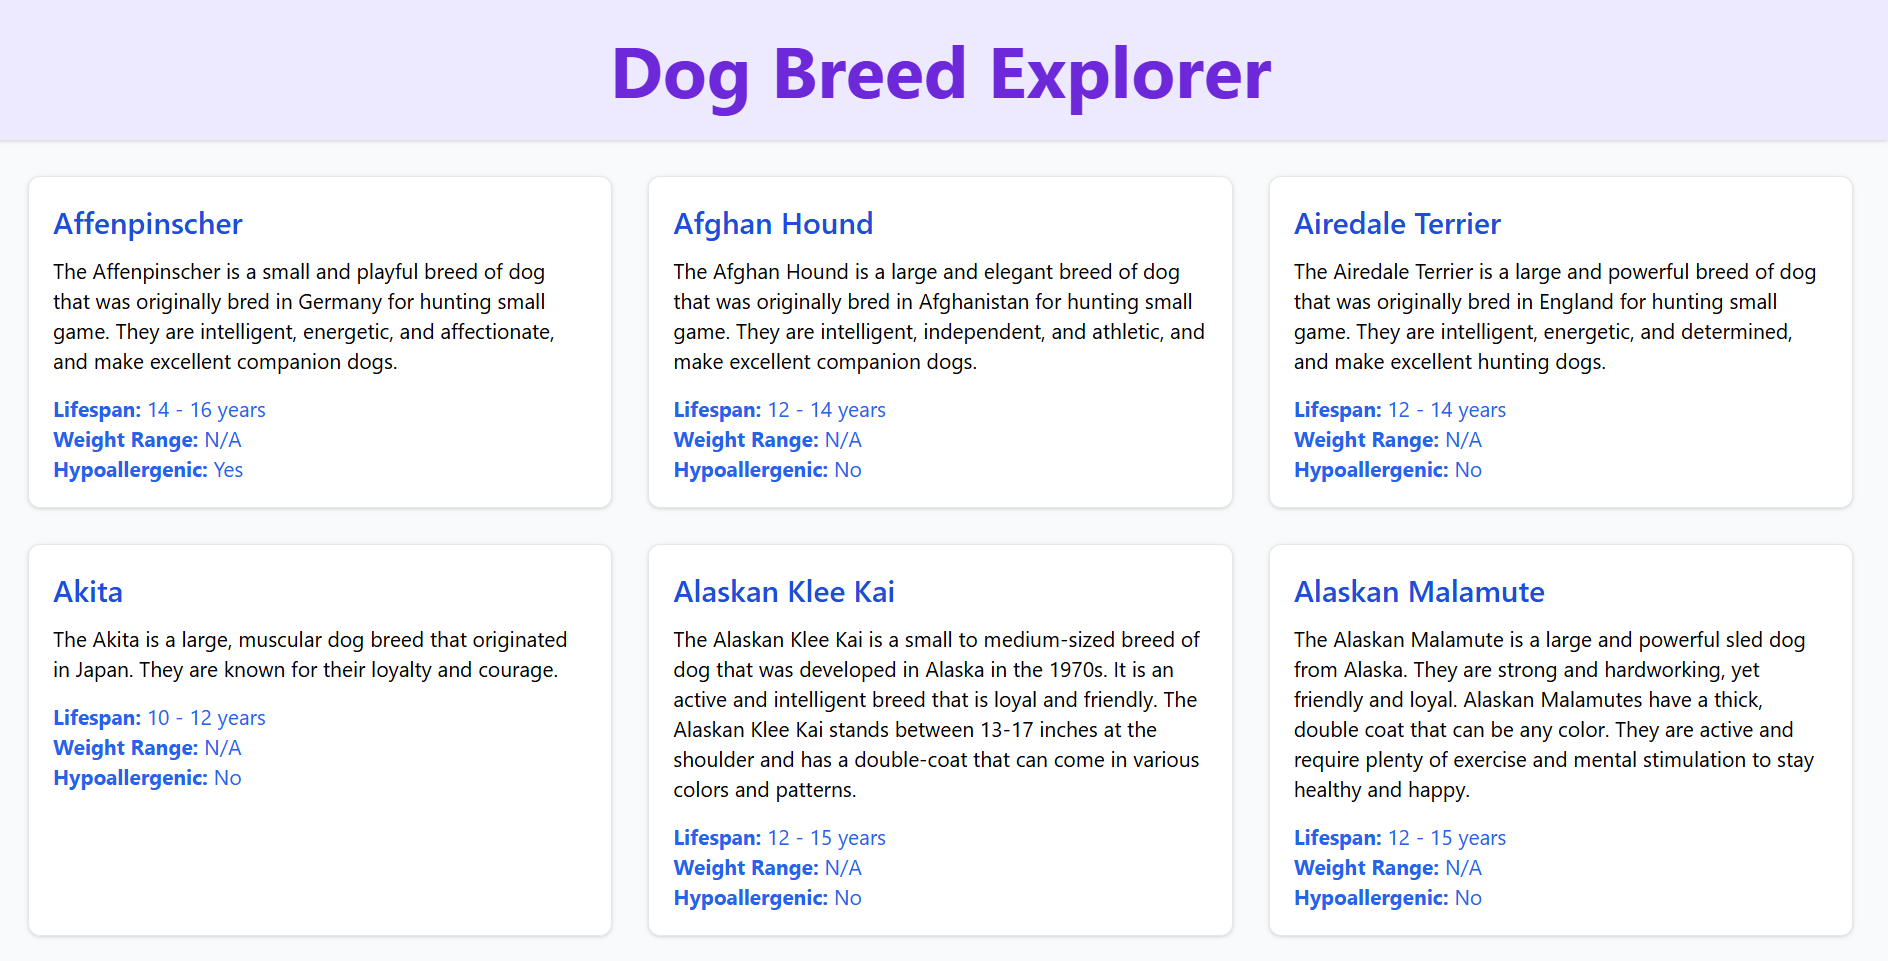 Dog Breed Explorer
Affenpinscher
The Affenpinscher is a small and playful breed of dog
that was originally bred in Germany for hunting small
game. They are intelligent, energetic, and affectionate,
and make excellent companion dogs.
Lifespan: 14 - 16 years
Weight Range: N/A
Hypoallergenic: Yes
Afghan Hound
The Afghan Hound is a large and elegant breed of dog
that was originally bred in Afghanistan for hunting small
game. They are intelligent, independent, and athletic, and
make excellent companion dogs.
Lifespan: 12 - 14 years
Weight Range: N/A
Hypoallergenic: No
Airedale Terrier
The Airedale Terrier is a large and powerful breed of dog
that was originally bred in England for hunting small
game. They are intelligent, energetic, and determined,
and make excellent hunting dogs.
Lifespan: 12 - 14 years
Weight Range: N/A
Hypoallergenic: No
Akita
The Akita is a large, muscular dog breed that originated
in Japan. They are known for their loyalty and courage.
Lifespan: 10 - 12 years
Weight Range: N/A
Hypoallergenic: No
Alaskan Klee Kai
The Alaskan Klee Kai is a small to medium-sized breed of
dog that was developed in Alaska in the 1970s. It is an
active and intelligent breed that is loyal and friendly. The
Alaskan Klee Kai stands between 13-17 inches at the
shoulder and has a double-coat that can come in various
colors and patterns.
Lifespan: 12 - 15 years
Weight Range: N/A
Hypoallergenic: No
Alaskan Malamute
The Alaskan Malamute is a large and powerful sled dog
from Alaska. They are strong and hardworking, yet
friendly and loyal. Alaskan Malamutes have a thick,
double coat that can be any color. They are active and
require plenty of exercise and mental stimulation to stay
healthy and happy.
Lifespan: 12 - 15 years
Weight Range: N/A
Hypoallergenic: No